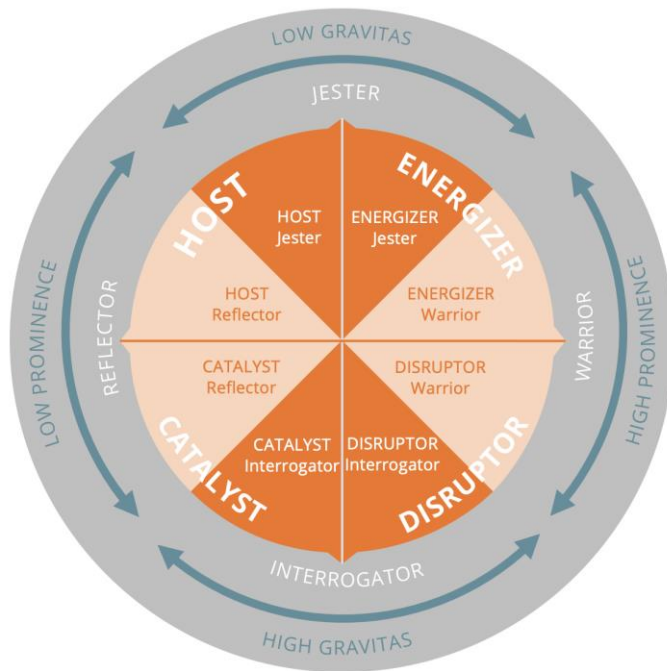 LOW GRAVITAS
JESTER
HOST
ENERGIZER
HOST
Jester
ENERGIZER
Jester
HOST
Reflector
ENERGIZER
Warrior
LOW PROMINENCE
REFLECTOR
WARRIOR
HIGH PROMINENCE
CATALYST
Reflector
DISRUPTOR
Warrior
CATALYST
Interrogator
DISRUPTOR
Interrogator
CATALYST
DISRUPTOR
INTERROGATOR
HIGH GRAVITAS